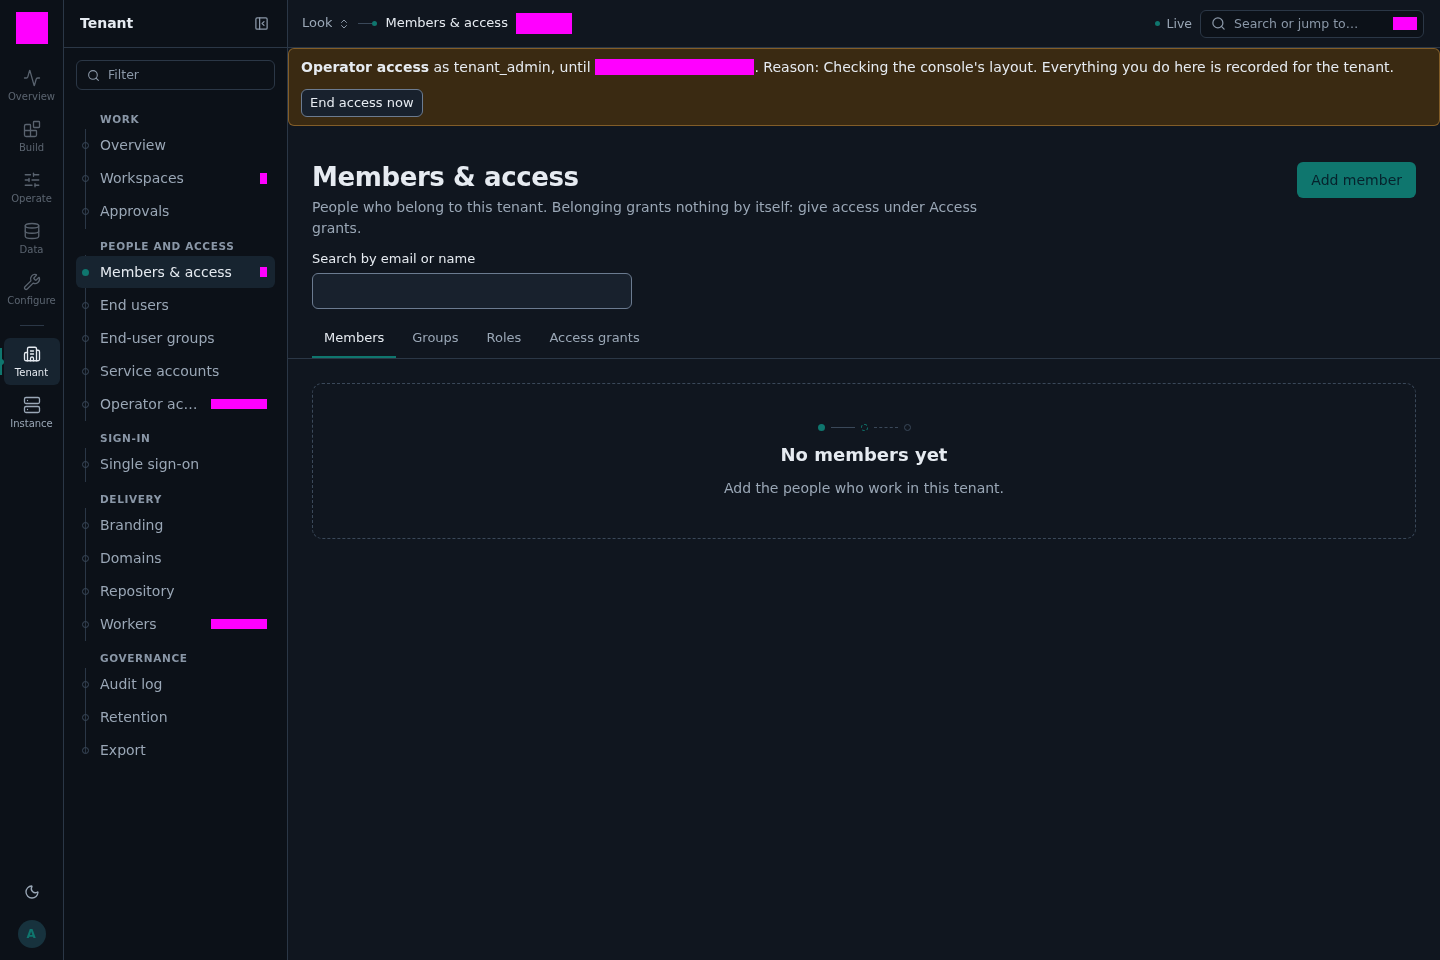 Tenant
Look
Members & access
Live
Search or jump to…
Overview
Build
Operate
Data
Configure
Tenant
Instance
A
Filter
WORK
Overview
Workspaces
Approvals
PEOPLE AND ACCESS
Members & access
End users
End-user groups
Service accounts
Operator ac…
SIGN-IN
Single sign-on
DELIVERY
Branding
Domains
Repository
Workers
GOVERNANCE
Audit log
Retention
Export
Operator access as tenant_admin, until . Reason: Checking the console's layout. Everything you do here is recorded for the tenant.
End access now
Members & access
Add member
People who belong to this tenant. Belonging grants nothing by itself: give access under Access
grants.
Search by email or name
Members Groups Roles Access grants
No members yet
Add the people who work in this tenant.